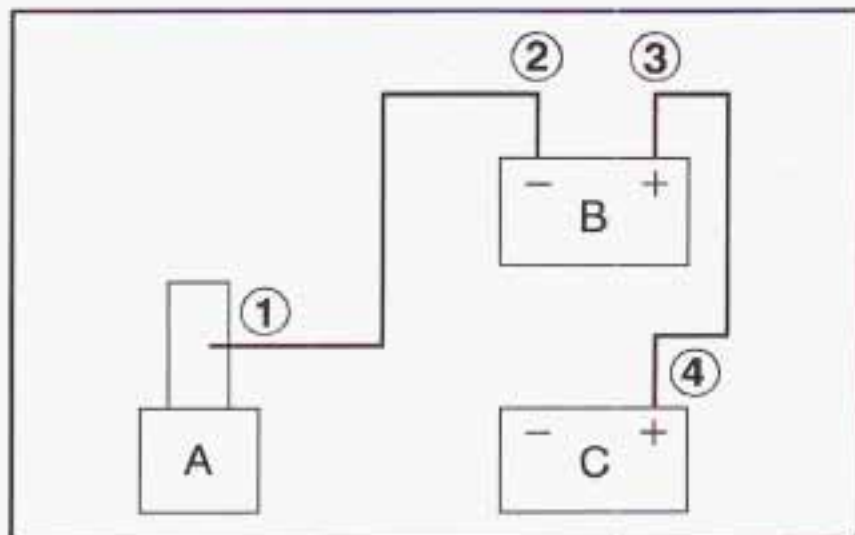 ② ③
− +
B
①
④
− +
A C